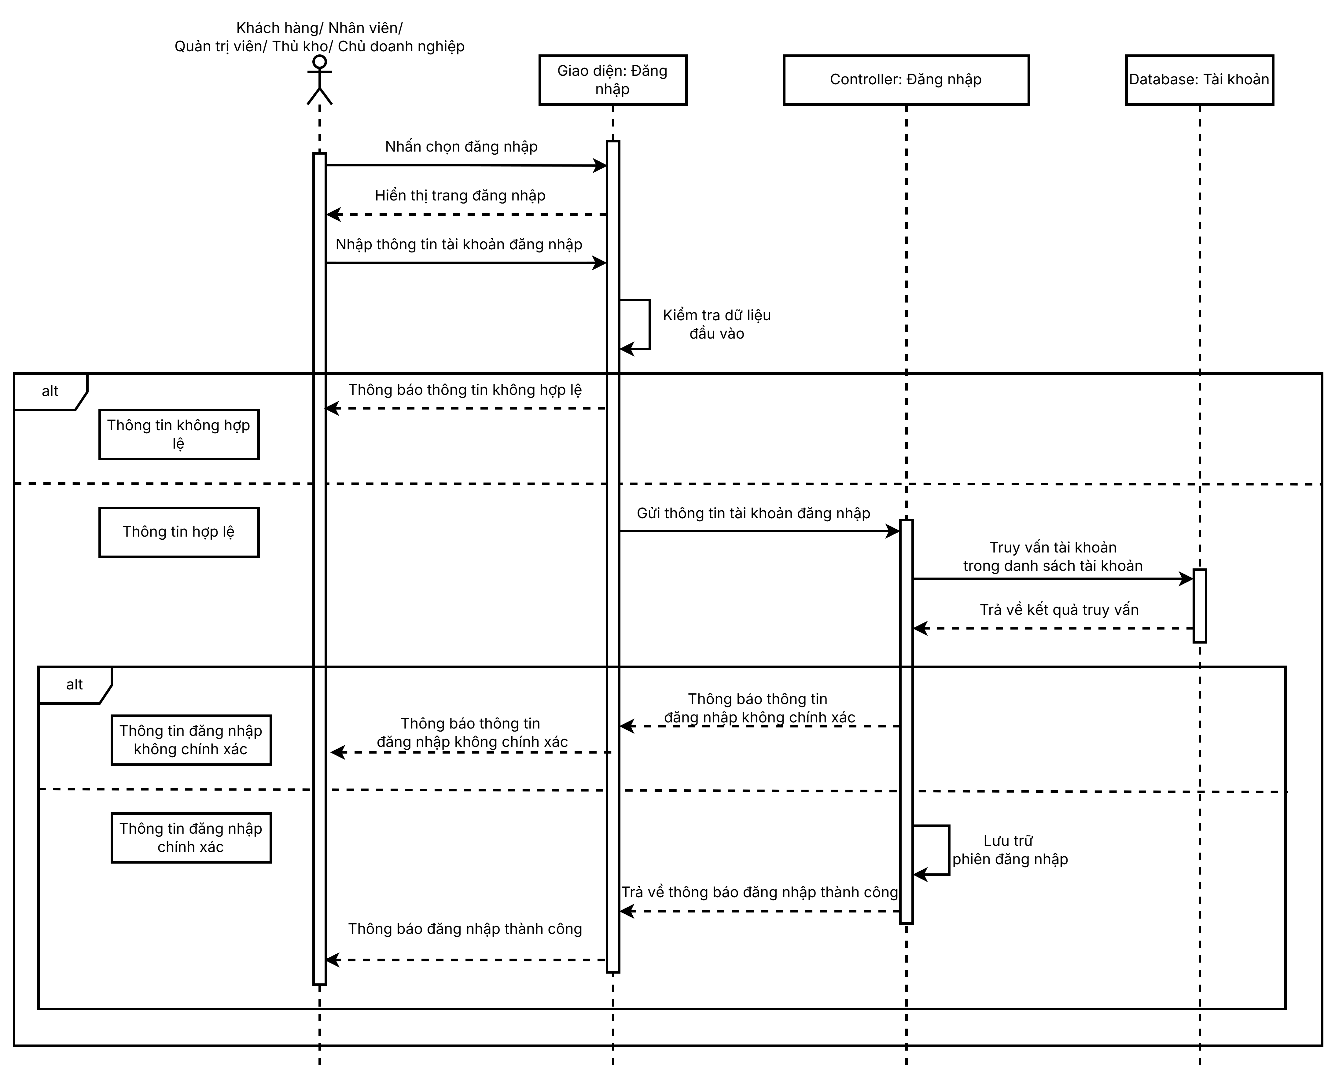 Khách hàng/ Nhân viên/
Quản trị viên/ Thủ kho/ Chủ doanh nghiệp
Giao diện: Đăng
nhập
Controller: Đăng nhập
Database: Tài khoản
Nhấn chọn đăng nhập
Hiển thị trang đăng nhập
Nhập thông tin tài khoản đăng nhập
Kiểm tra dữ liệu
đầu vào
alt
Thông báo thông tin không hợp lệ
Thông tin không hợp
lệ
Thông tin hợp lệ
Gửi thông tin tài khoản đăng nhập
Truy vấn tài khoản
trong danh sách tài khoản
Trả về kết quả truy vấn
alt
Thông báo thông tin
đăng nhập không chính xác
Thông báo thông tin
đăng nhập không chính xác
Thông tin đăng nhập
không chính xác
Thông tin đăng nhập
chính xác
Lưu trữ
phiên đăng nhập
Trả về thông báo đăng nhập thành công
Thông báo đăng nhập thành công